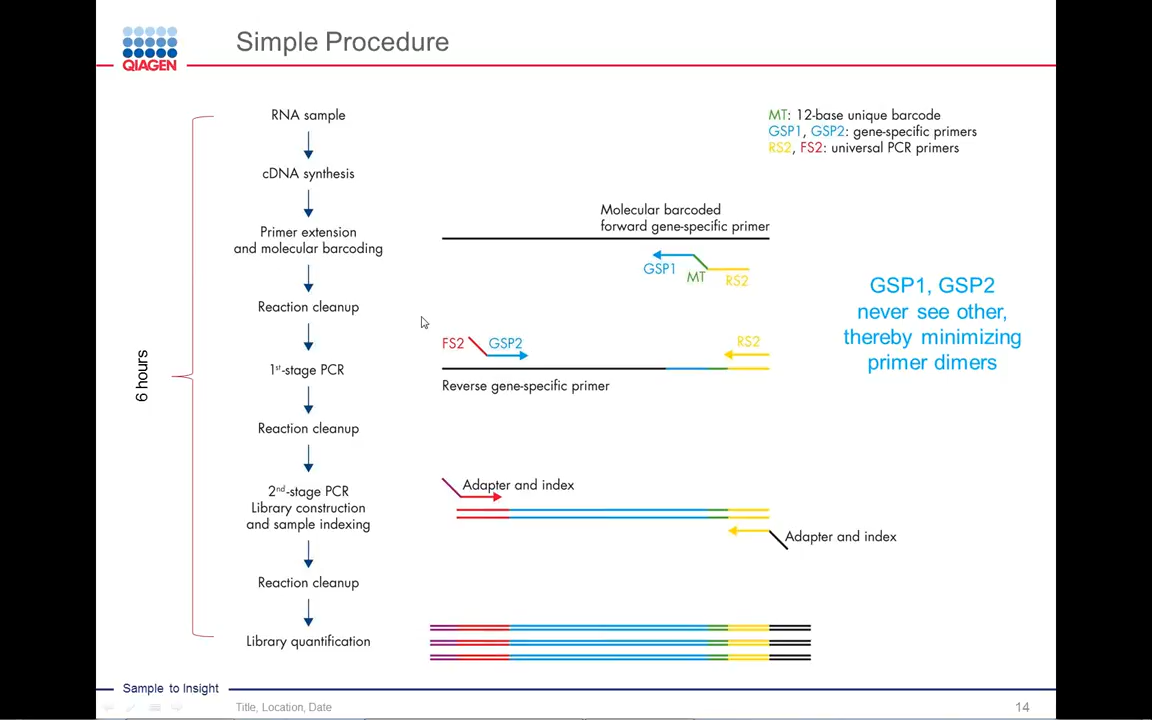 QIAGEN
Simple Procedure
RNA sample
cDNA synthesis
Primer extension
and molecular barcoding
Reaction cleanup
1st-stage PCR
Reaction cleanup
2nd-stage PCR
Library construction
and sample indexing
Reaction cleanup
Library quantification
6 hours
MT: 12-base unique barcode
GSP1, GSP2: gene-specific primers
RS2, FS2: universal PCR primers
Molecular barcoded
forward gene-specific primer
GSP1
MT
RS2
FS2
GSP2
RS2
Reverse gene-specific primer
GSP1, GSP2
never see other,
thereby minimizing
primer dimers
Adapter and index
Adapter and index
Sample to Insight
Title, Location, Date
14